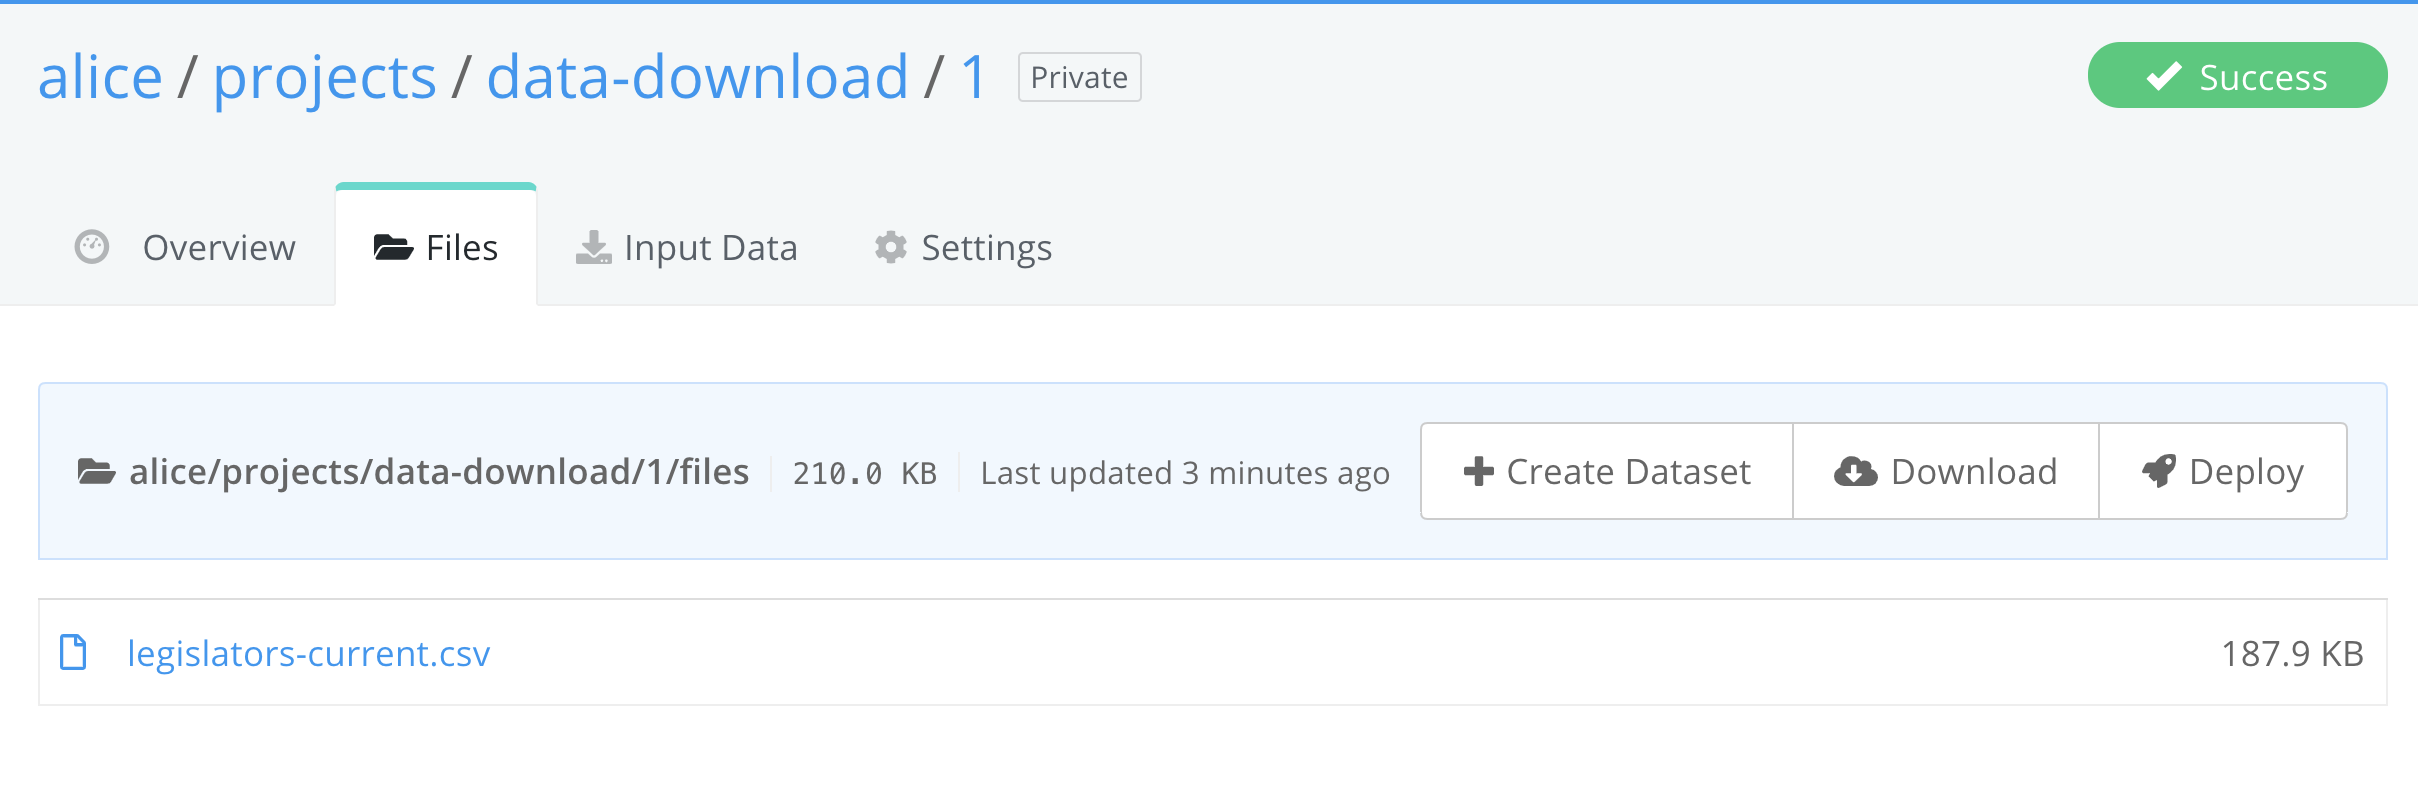 alice / projects / data-download / 1 Private Success
Overview Files Input Data Settings
alice/projects/data-download/1/files 210.0 KB Last updated 3 minutes ago Create Dataset Download Deploy
legislators-current.csv 187.9 KB